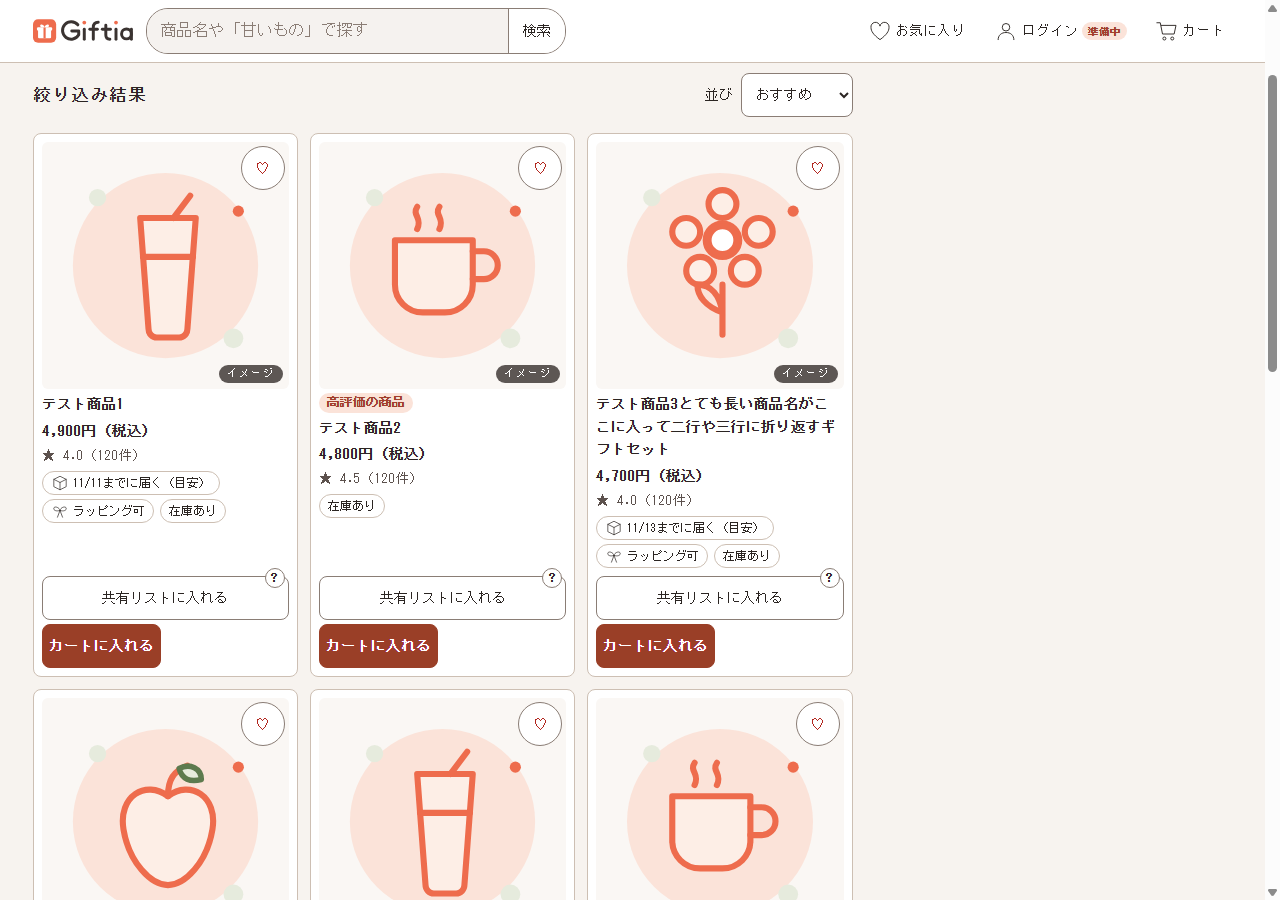 Giftia
商品名や「甘いもの」で探す
検索
お気に入り
ログイン 準備中
カート
絞り込み結果
並び おすすめ
イメージ
テスト商品1
4,900円（税込）
★ 4.0（120件）
11/11までに届く（目安）
ラッピング可
在庫あり
?
共有リストに入れる
カートに入れる
イメージ
高評価の商品
テスト商品2
4,800円（税込）
★ 4.5（120件）
在庫あり
?
共有リストに入れる
カートに入れる
イメージ
テスト商品3とても長い商品名がこ
こに入って二行や三行に折り返すギ
フトセット
4,700円（税込）
★ 4.0（120件）
11/13までに届く（目安）
ラッピング可
在庫あり
?
共有リストに入れる
カートに入れる